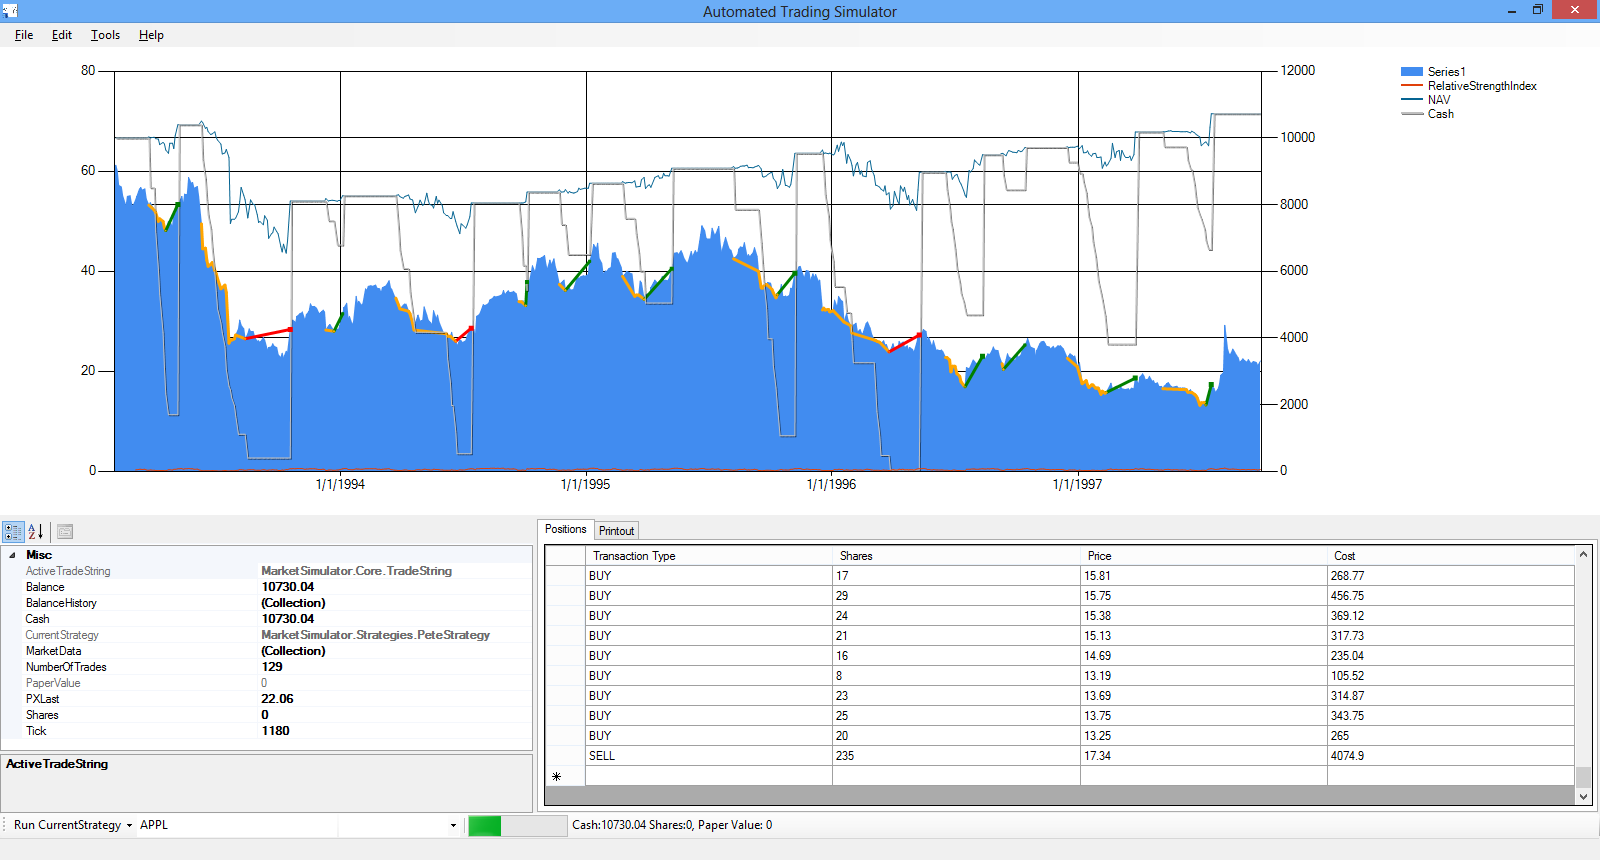 Automated Trading Simulator
File Edit Tools Help
80
60
40
20
0
12000
10000
8000
6000
4000
2000
0
1/1/1994 1/1/1995 1/1/1996 1/1/1997
Series1
RelativeStrengthIndex
NAV
Cash
Misc
ActiveTradeString MarketSimulator.Core.TradeString
Balance 10730.04
BalanceHistory (Collection)
Cash 10730.04
CurrentStrategy MarketSimulator.Strategies.PeteStrategy
MarketData (Collection)
NumberOfTrades 129
PaperValue 0
PXLast 22.06
Shares 0
Tick 1180
ActiveTradeString
Positions Printout
Transaction Type Shares Price Cost
BUY 17 15.81 268.77
BUY 29 15.75 456.75
BUY 24 15.38 369.12
BUY 21 15.13 317.73
BUY 16 14.69 235.04
BUY 8 13.19 105.52
BUY 23 13.69 314.87
BUY 25 13.75 343.75
BUY 20 13.25 265
SELL 235 17.34 4074.9
Run CurrentStrategy APPL Cash:10730.04 Shares:0, Paper Value: 0